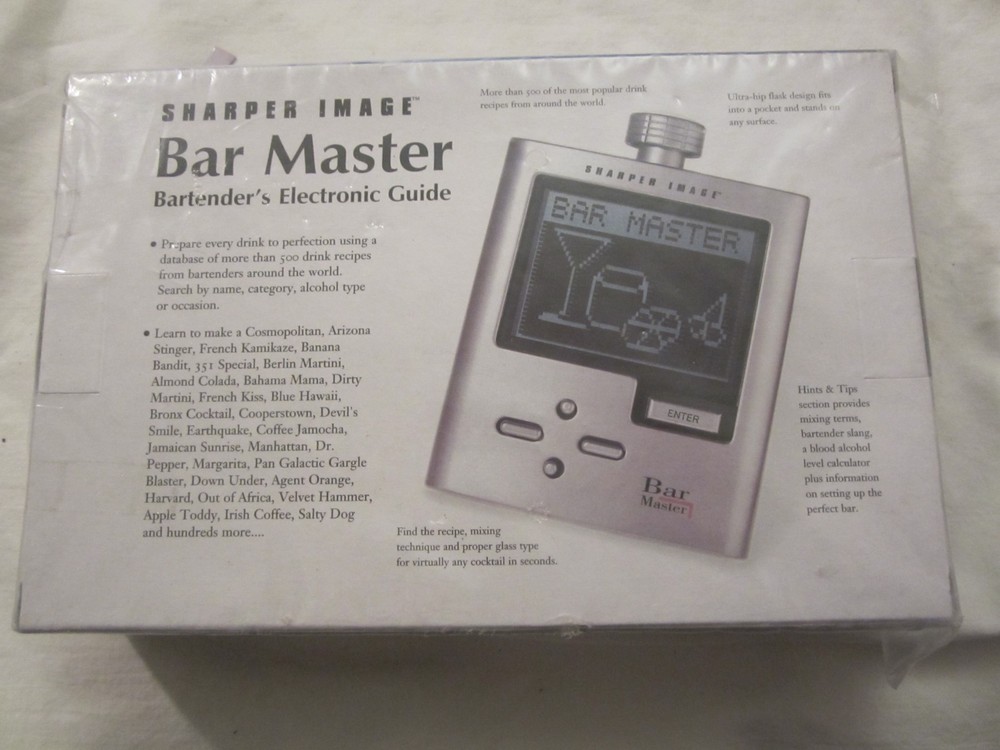 SHARPER IMAGE™
Bar Master
Bartender's Electronic Guide
• Prepare every drink to perfection using a
database of more than 500 drink recipes
from bartenders around the world.
Search by name, category, alcohol type
or occasion.
• Learn to make a Cosmopolitan, Arizona
Stinger, French Kamikaze, Banana
Bandit, 351 Special, Berlin Martini,
Almond Colada, Bahama Mama, Dirty
Martini, French Kiss, Blue Hawaii,
Bronx Cocktail, Cooperstown, Devil's
Smile, Earthquake, Coffee Jamocha,
Jamaican Sunrise, Manhattan, Dr.
Pepper, Margarita, Pan Galactic Gargle
Blaster, Down Under, Agent Orange,
Harvard, Out of Africa, Velvet Hammer,
Apple Toddy, Irish Coffee, Salty Dog
and hundreds more....
More than 500 of the most popular drink
recipes from around the world.
Ultra-hip flask design fits
into a pocket and stands on
any surface.
SHARPER IMAGE™
BAR MASTER
ENTER
Bar
Master
Hints & Tips
section provides
mixing terms,
bartender slang,
a blood alcohol
level calculator
plus information
on setting up the
perfect bar.
Find the recipe, mixing
technique and proper glass type
for virtually any cocktail in seconds.